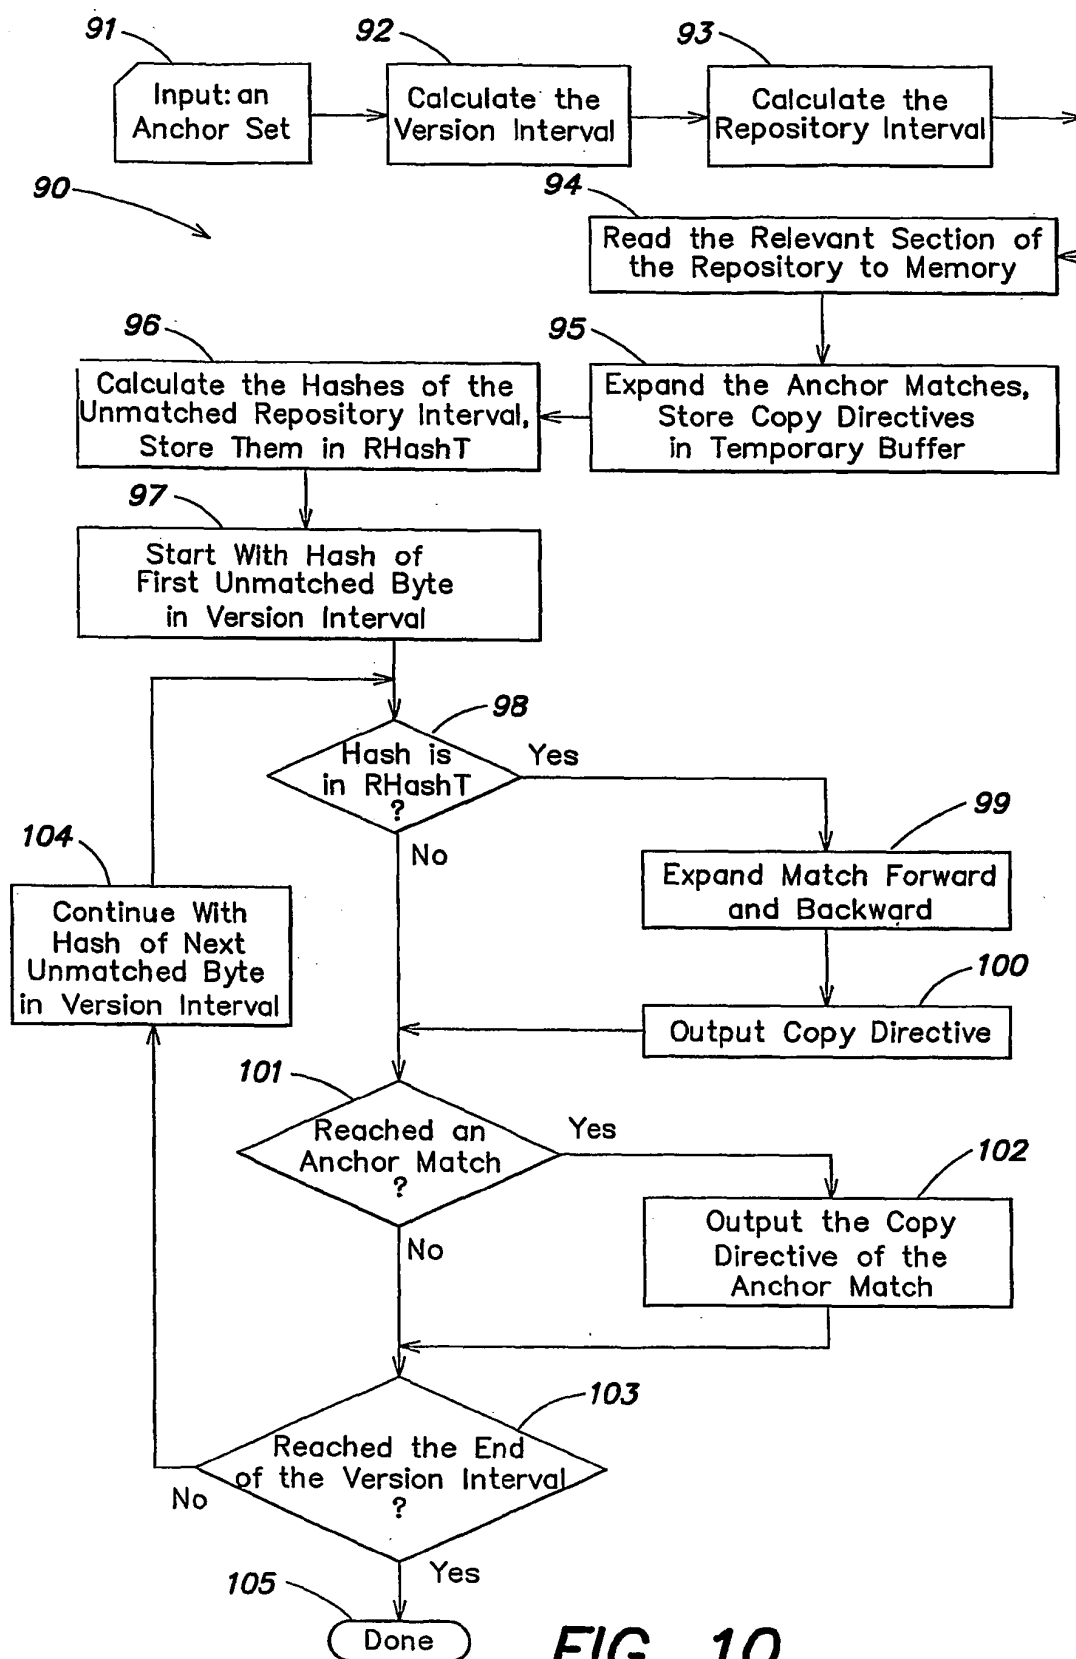 91
92
93
Input: an
Anchor Set
Calculate the
Version Interval
Calculate the
Repository Interval
90
94
Read the Relevant Section of
the Repository to Memory
96
95
Calculate the Hashes of the
Unmatched Repository Interval,
Store Them in RHashT
Expand the Anchor Matches,
Store Copy Directives
in Temporary Buffer
97
Start With Hash of
First Unmatched Byte
in Version Interval
98
Hash is
in RHashT
?
Yes
No
99
Expand Match Forward
and Backward
104
Continue With
Hash of Next
Unmatched Byte
in Version Interval
100
Output Copy Directive
101
Reached an
Anchor Match
?
Yes
No
102
Output the Copy
Directive of the
Anchor Match
103
Reached the End
of the Version Interval
?
No
Yes
105
Done
FIG. 10